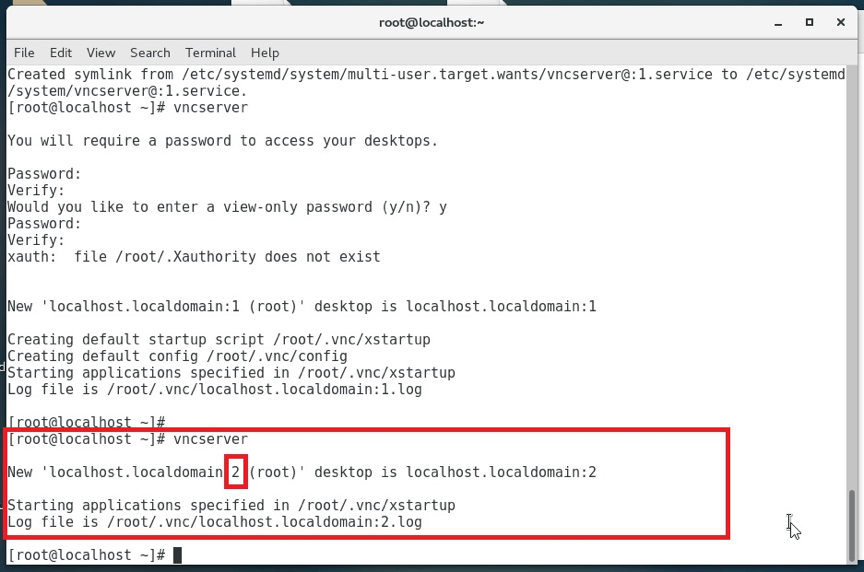 root@localhost:~
File Edit View Search Terminal Help
Created symlink from /etc/systemd/system/multi-user.target.wants/vncserver@:1.service to /etc/systemd
/system/vncserver@:1.service.
[root@localhost ~]# vncserver
You will require a password to access your desktops.
Password:
Verify:
Would you like to enter a view-only password (y/n)? y
Password:
Verify:
xauth:  file /root/.Xauthority does not exist
New 'localhost.localdomain:1 (root)' desktop is localhost.localdomain:1
Creating default startup script /root/.vnc/xstartup
Creating default config /root/.vnc/config
Starting applications specified in /root/.vnc/xstartup
Log file is /root/.vnc/localhost.localdomain:1.log
[root@localhost ~]#
[root@localhost ~]# vncserver
New 'localhost.localdomain 2 (root)' desktop is localhost.localdomain:2
Starting applications specified in /root/.vnc/xstartup
Log file is /root/.vnc/localhost.localdomain:2.log
[root@localhost ~]#